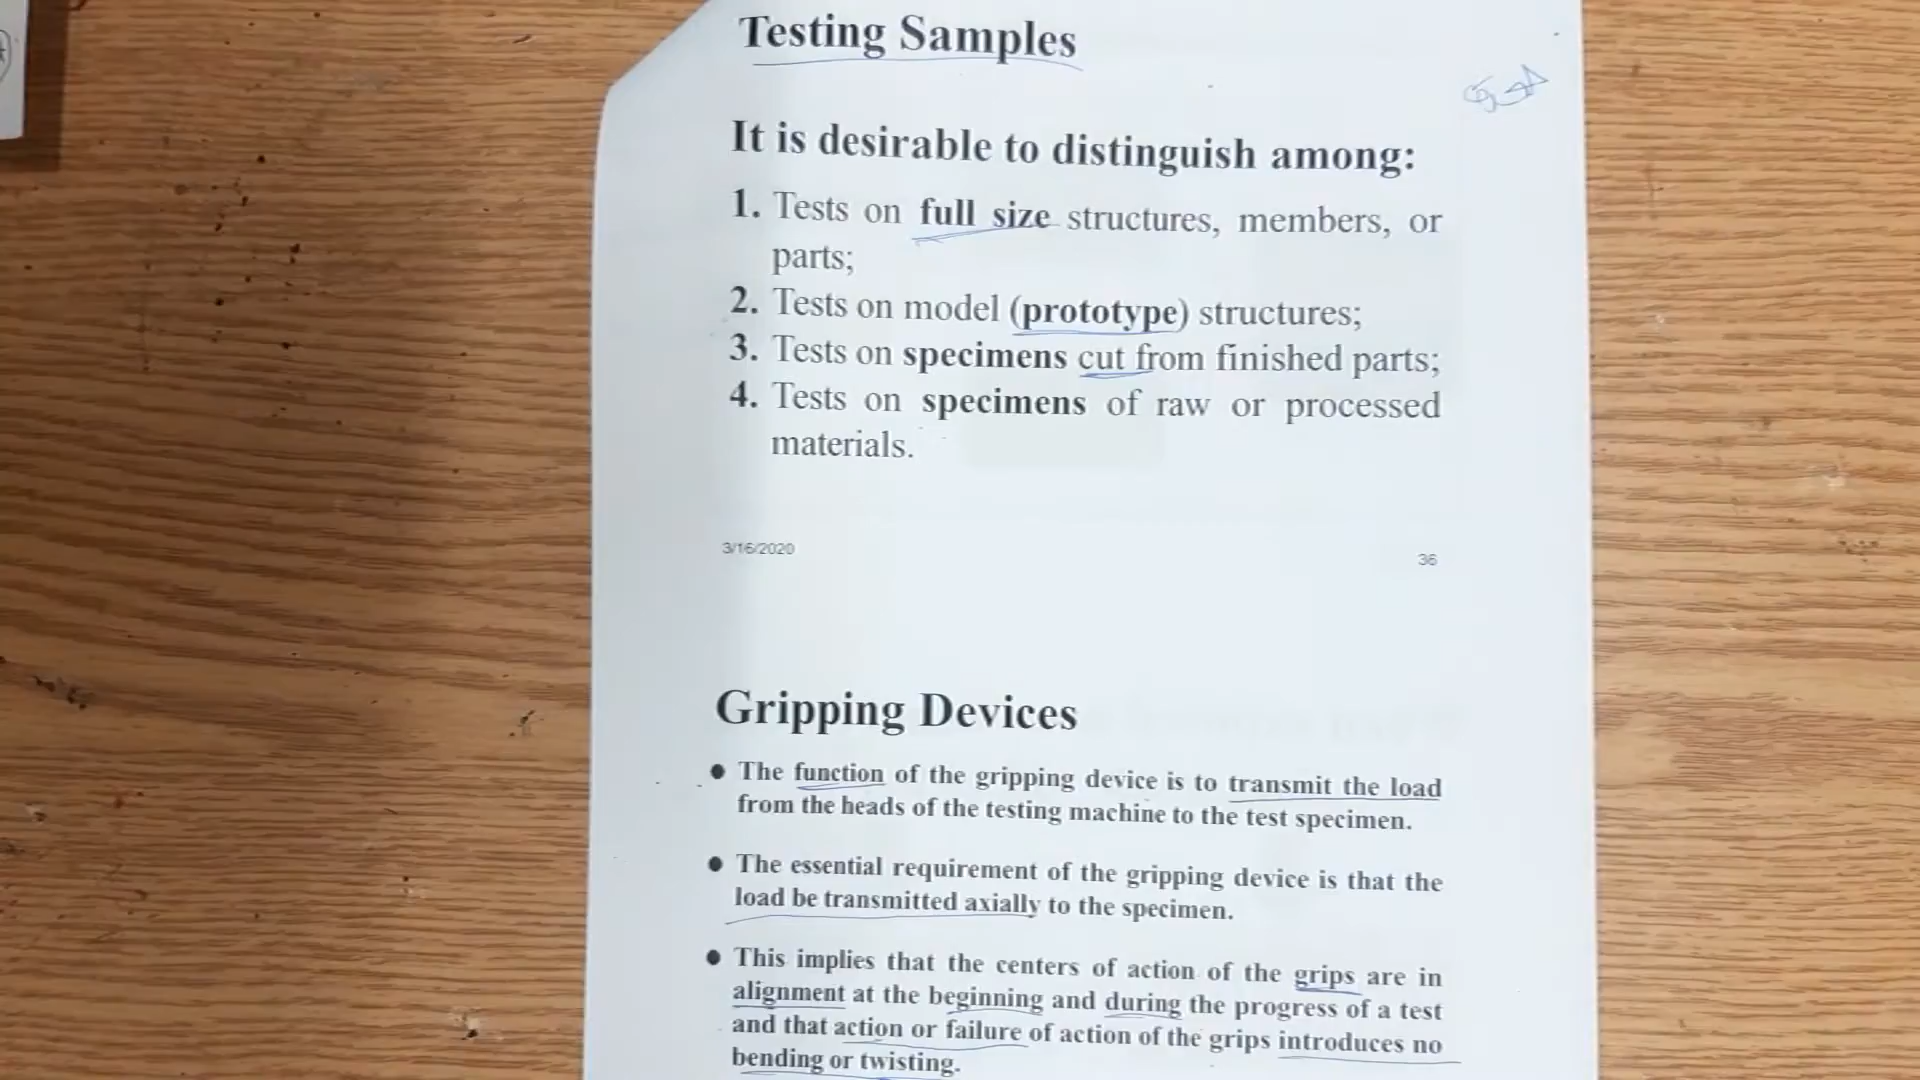 Testing Samples
It is desirable to distinguish among:
1. Tests on full size structures, members, or
parts;
2. Tests on model (prototype) structures;
3. Tests on specimens cut from finished parts;
4. Tests on specimens of raw or processed
materials.
3/16/2020
36
Gripping Devices
● The function of the gripping device is to transmit the load
from the heads of the testing machine to the test specimen.
● The essential requirement of the gripping device is that the
load be transmitted axially to the specimen.
● This implies that the centers of action of the grips are in
alignment at the beginning and during the progress of a test
and that action or failure of action of the grips introduces no
bending or twisting.